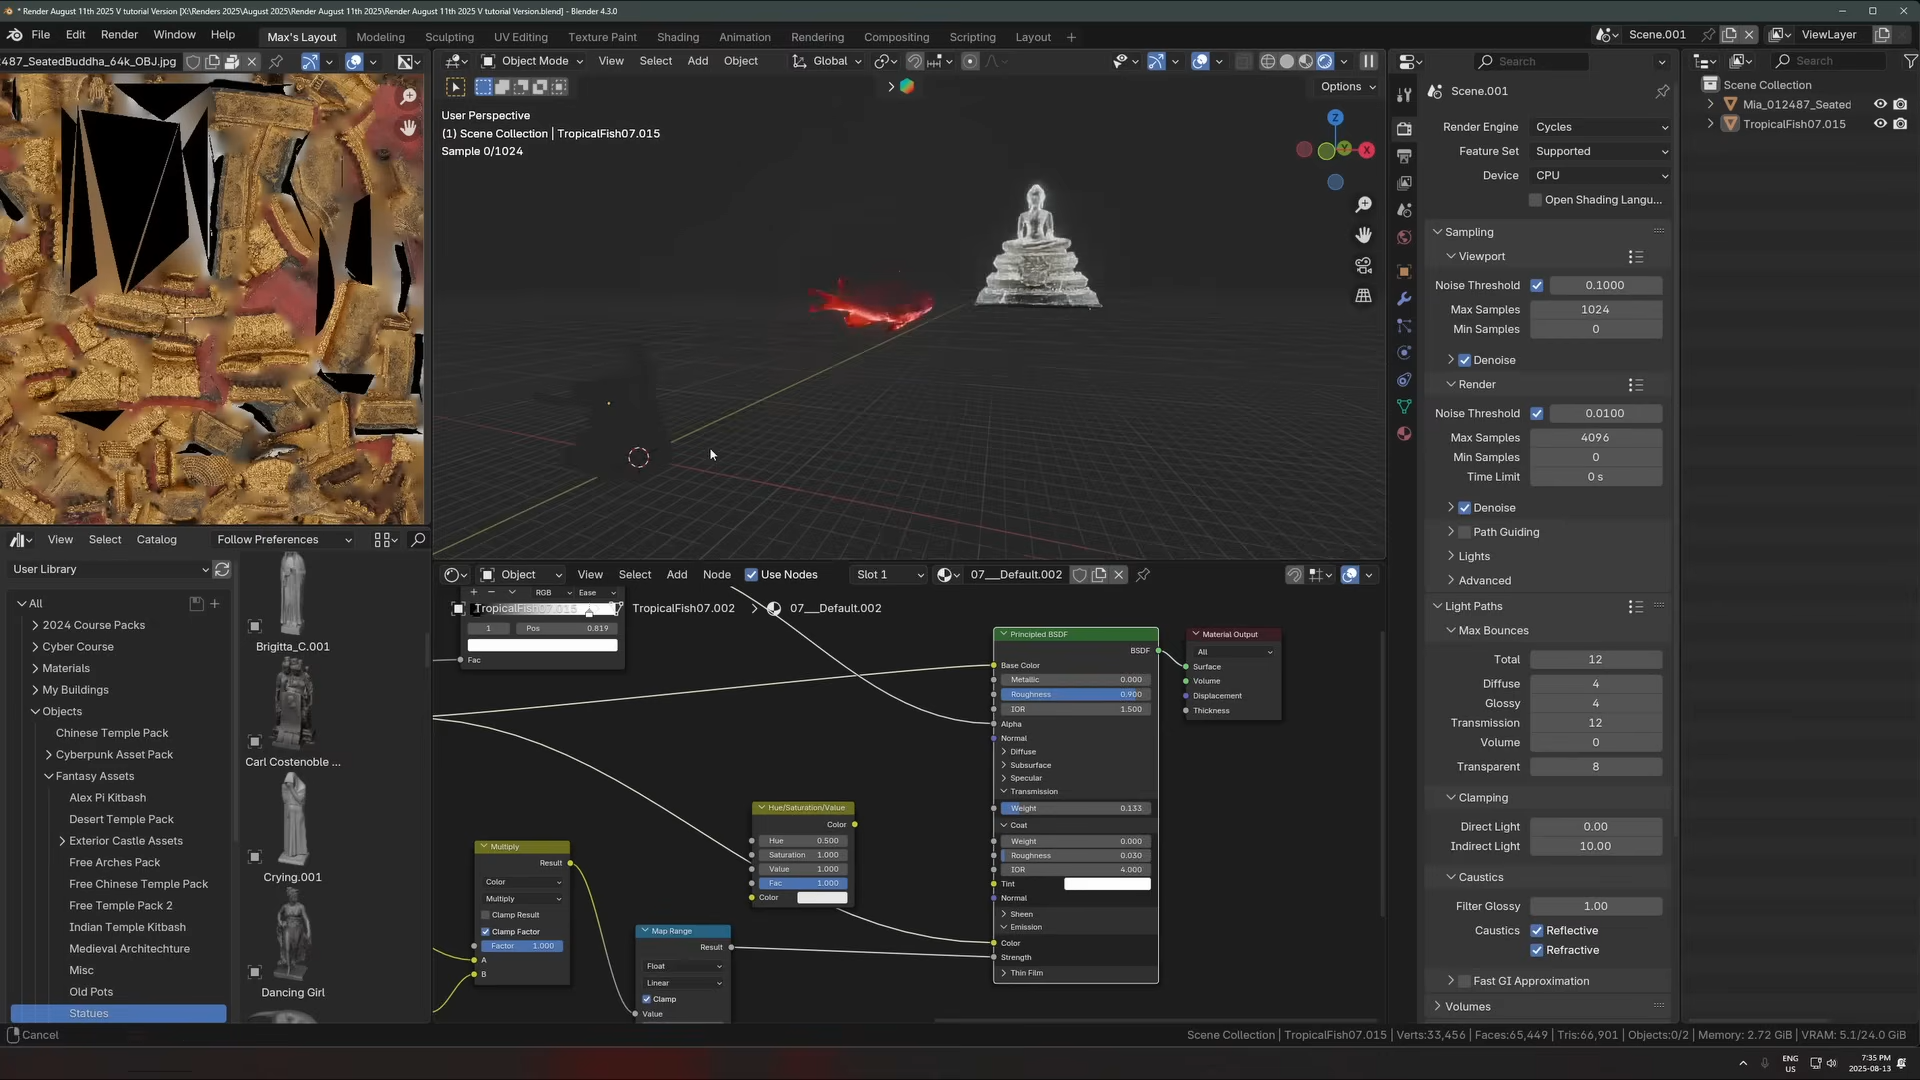 * Render August 11th 2025 V tutorial Version [X:\Renders 2025\August 2025\Render August 11th 2025\Render August 11th 2025 V tutorial Version.blend] - Blender 4.3.0
File Edit Render Window Help Max's Layout Modeling Sculpting UV Editing Texture Paint Shading Animation Rendering Compositing Scripting Layout Scene.001 ViewLayer
487_SeatedBuddha_64k_OBJ.jpg
Object Mode View Select Add Object Global
Options
User Perspective
(1) Scene Collection | TropicalFish07.015
Sample 0/1024
Z
Y
X
Search
Scene.001
Render Engine Cycles
Feature Set Supported
Device CPU
Open Shading Langu...
Sampling
Viewport
Noise Threshold 0.1000
Max Samples 1024
Min Samples 0
Denoise
Render
Noise Threshold 0.0100
Max Samples 4096
Min Samples 0
Time Limit 0 s
Denoise
Path Guiding
Lights
Advanced
Light Paths
Max Bounces
Total 12
Diffuse 4
Glossy 4
Transmission 12
Volume 0
Transparent 8
Clamping
Direct Light 0.00
Indirect Light 10.00
Caustics
Filter Glossy 1.00
Caustics Reflective
Refractive
Fast GI Approximation
Volumes
Search
Scene Collection
Mia_012487_Seated
TropicalFish07.015
View Select Catalog Follow Preferences
User Library
All
2024 Course Packs
Cyber Course
Materials
My Buildings
Objects
Chinese Temple Pack
Cyberpunk Asset Pack
Fantasy Assets
Alex Pi Kitbash
Desert Temple Pack
Exterior Castle Assets
Free Arches Pack
Free Chinese Temple Pack
Free Temple Pack 2
Indian Temple Kitbash
Medieval Architechture
Misc
Old Pots
Statues
Brigitta_C.001
Carl Costenoble ...
Crying.001
Dancing Girl
Object View Select Add Node Use Nodes Slot 1 07___Default.002
RGB Ease
TropicalFish07.015 TropicalFish07.002 07___Default.002
1 Pos 0.819
Fac
Multiply
Result
Color
Multiply
Clamp Result
Clamp Factor
Factor 1.000
A
B
Map Range
Result
Float
Linear
Clamp
Value
Hue/Saturation/Value
Color
Hue 0.500
Saturation 1.000
Value 1.000
Fac 1.000
Color
Principled BSDF
BSDF
Base Color
Metallic 0.000
Roughness 0.900
IOR 1.500
Alpha
Normal
Diffuse
Subsurface
Specular
Transmission
Weight 0.133
Coat
Weight 0.000
Roughness 0.030
IOR 4.000
Tint
Normal
Sheen
Emission
Color
Strength
Thin Film
Material Output
All
Surface
Volume
Displacement
Thickness
Cancel
Scene Collection | TropicalFish07.015 | Verts:33,456 | Faces:65,449 | Tris:66,901 | Objects:0/2 | Memory: 2.72 GiB | VRAM: 5.1/24.0 GiB
ENG
US
7:35 PM
2025-08-13